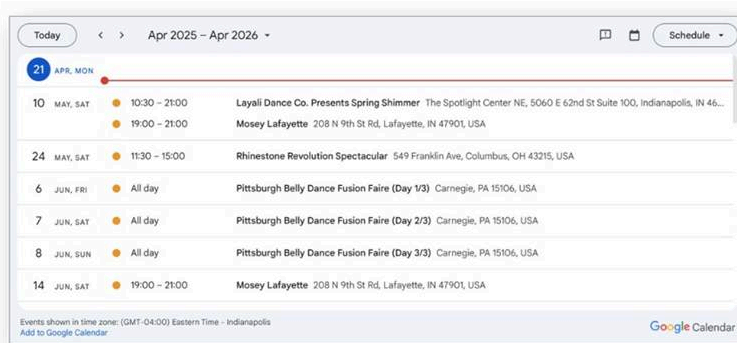 Today < > Apr 2025 – Apr 2026 Schedule
21 APR, MON
10 MAY, SAT 10:30 – 21:00 Layali Dance Co. Presents Spring Shimmer The Spotlight Center NE, 5060 E 62nd St Suite 100, Indianapolis, IN 46...
19:00 – 21:00 Mosey Lafayette 208 N 9th St Rd, Lafayette, IN 47901, USA
24 MAY, SAT 11:30 – 15:00 Rhinestone Revolution Spectacular 549 Franklin Ave, Columbus, OH 43215, USA
6 JUN, FRI All day Pittsburgh Belly Dance Fusion Faire (Day 1/3) Carnegie, PA 15106, USA
7 JUN, SAT All day Pittsburgh Belly Dance Fusion Faire (Day 2/3) Carnegie, PA 15106, USA
8 JUN, SUN All day Pittsburgh Belly Dance Fusion Faire (Day 3/3) Carnegie, PA 15106, USA
14 JUN, SAT 19:00 – 21:00 Mosey Lafayette 208 N 9th St Rd, Lafayette, IN 47901, USA
Events shown in time zone: (GMT-04:00) Eastern Time - Indianapolis
Add to Google Calendar
Google Calendar